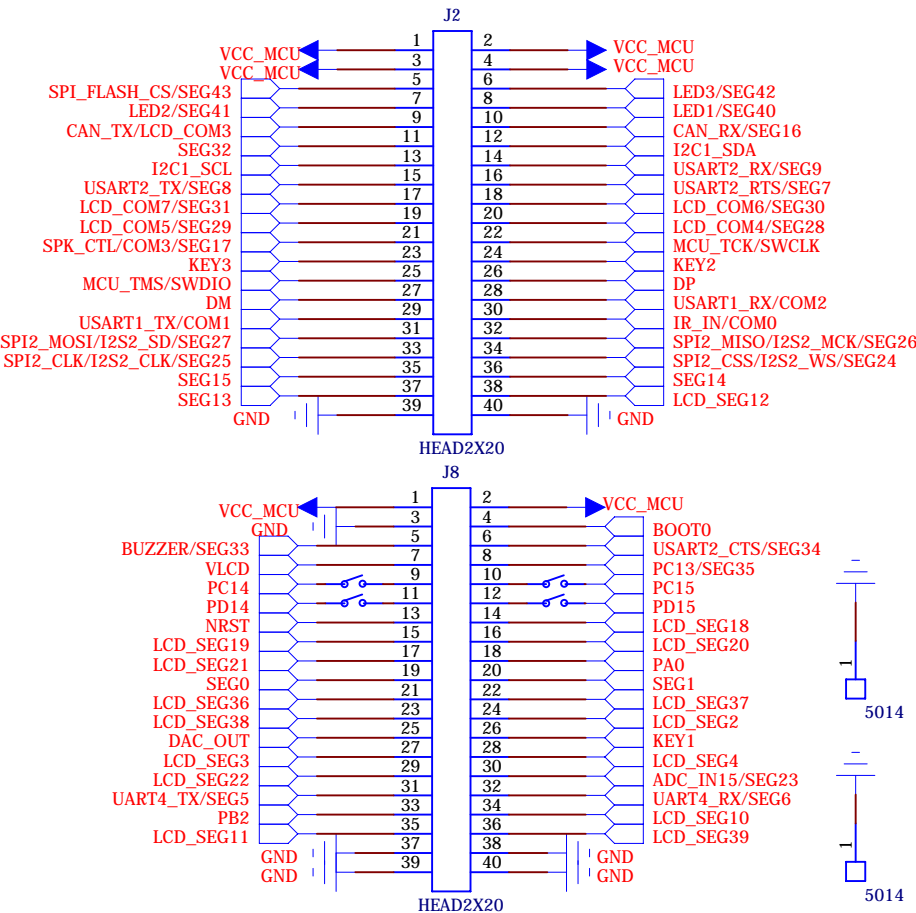 J2
1 2
VCC_MCU VCC_MCU
3 4
VCC_MCU VCC_MCU
5 6
SPI_FLASH_CS/SEG43 LED3/SEG42
7 8
LED2/SEG41 LED1/SEG40
9 10
CAN_TX/LCD_COM3 CAN_RX/SEG16
11 12
SEG32 I2C1_SDA
13 14
I2C1_SCL USART2_RX/SEG9
15 16
USART2_TX/SEG8 USART2_RTS/SEG7
17 18
LCD_COM7/SEG31 LCD_COM6/SEG30
19 20
LCD_COM5/SEG29 LCD_COM4/SEG28
21 22
SPK_CTL/COM3/SEG17 MCU_TCK/SWCLK
23 24
KEY3 KEY2
25 26
MCU_TMS/SWDIO DP
27 28
DM USART1_RX/COM2
29 30
USART1_TX/COM1 IR_IN/COM0
31 32
SPI2_MOSI/I2S2_SD/SEG27 SPI2_MISO/I2S2_MCK/SEG26
33 34
SPI2_CLK/I2S2_CLK/SEG25 SPI2_CSS/I2S2_WS/SEG24
35 36
SEG15 SEG14
37 38
SEG13 LCD_SEG12
39 40
GND GND
HEAD2X20
J8
1 2
VCC_MCU VCC_MCU
3 4
GND BOOT0
5 6
BUZZER/SEG33 USART2_CTS/SEG34
7 8
VLCD PC13/SEG35
9 10
PC14 PC15
11 12
PD14 PD15
13 14
NRST LCD_SEG18
15 16
LCD_SEG19 LCD_SEG20
17 18
LCD_SEG21 PA0
19 20
SEG0 SEG1
21 22
LCD_SEG36 LCD_SEG37
23 24
LCD_SEG38 LCD_SEG2
25 26
DAC_OUT KEY1
27 28
LCD_SEG3 LCD_SEG4
29 30
LCD_SEG22 ADC_IN15/SEG23
31 32
UART4_TX/SEG5 UART4_RX/SEG6
33 34
PB2 LCD_SEG10
35 36
LCD_SEG11 LCD_SEG39
37 38
GND GND
39 40
GND GND
HEAD2X20
1
5014
1
5014